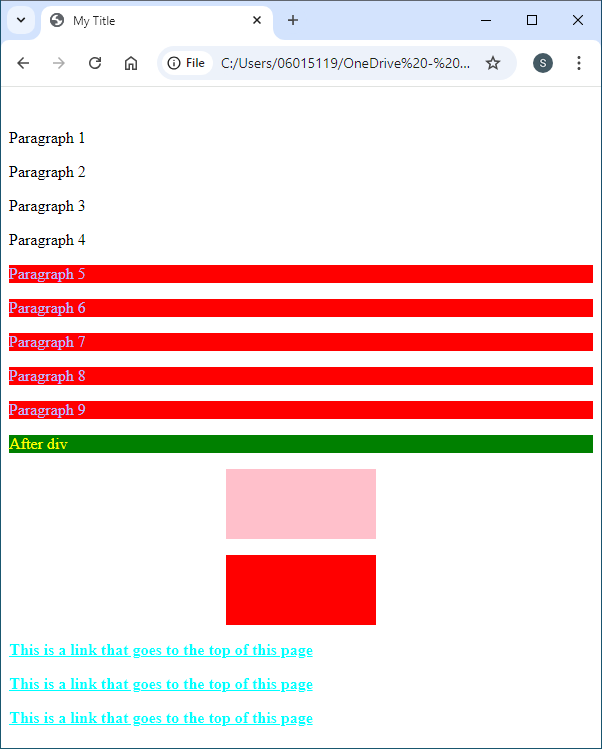 My Title
File
C:/Users/06015119/OneDrive%20-%20...
S
Paragraph 1
Paragraph 2
Paragraph 3
Paragraph 4
Paragraph 5
Paragraph 6
Paragraph 7
Paragraph 8
Paragraph 9
After div
This is a link that goes to the top of this page
This is a link that goes to the top of this page
This is a link that goes to the top of this page